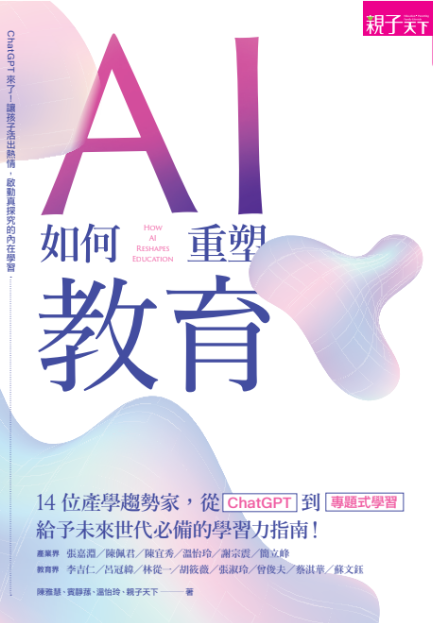 親子天下
ChatGPT 來了！讓孩子活出熱情，啟動真探究的內在學習
AI
如何
HOW
AI
RESHAPES
EDUCATION
重塑
教育
14 位產學趨勢家，從 ChatGPT 到 專題式學習
給予未來世代必備的學習力指南！
產業界 張嘉淵／陳佩君／陳宜秀／溫怡玲／謝宗震／簡立峰
教育界 李吉仁／呂冠緯／林從一／胡筱薇／張淑玲／曾俊夫／蔡淇華／蘇文鈺
陳雅慧、賓靜蓀、溫怡玲、親子天下 著